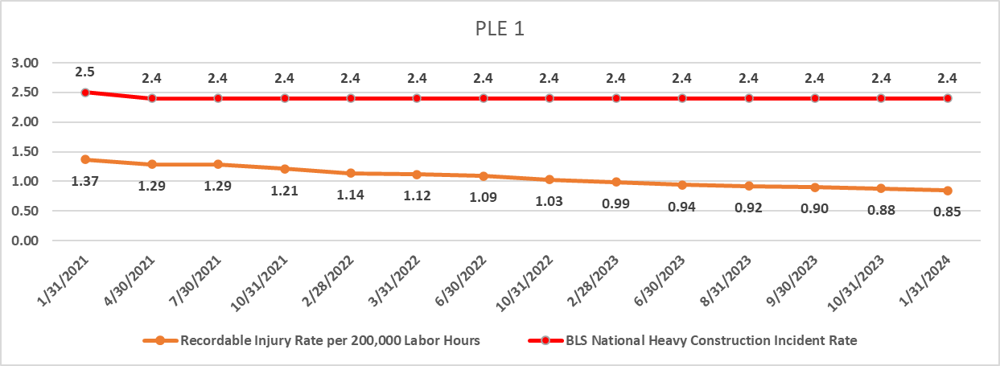 PLE 1
3.00
2.50
2.00
1.50
1.00
0.50
0.00
2.5 2.4 2.4 2.4 2.4 2.4 2.4 2.4 2.4 2.4 2.4 2.4 2.4 2.4
1.37 1.29 1.29 1.21 1.14 1.12 1.09 1.03 0.99 0.94 0.92 0.90 0.88 0.85
1/31/2021 4/30/2021 7/30/2021 10/31/2021 2/28/2022 3/31/2022 6/30/2022 10/31/2022 2/28/2023 6/30/2023 8/31/2023 9/30/2023 10/31/2023 1/31/2024
Recordable Injury Rate per 200,000 Labor Hours BLS National Heavy Construction Incident Rate